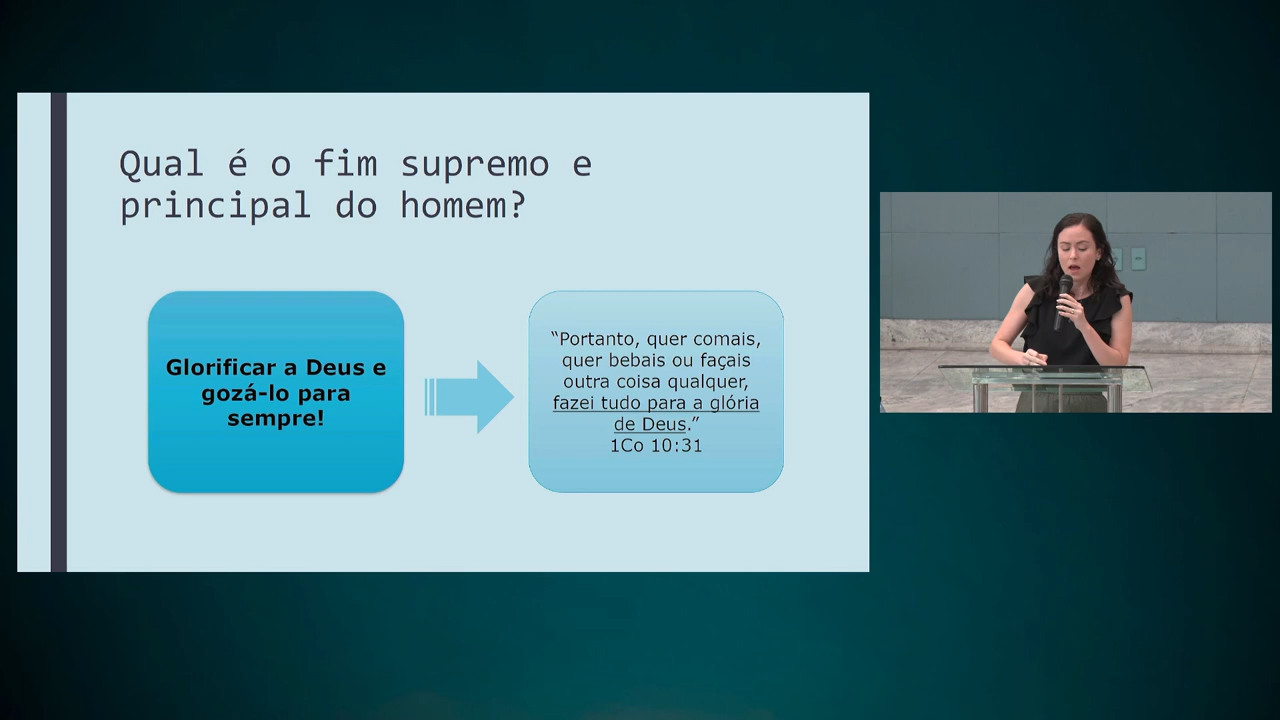 Qual é o fim supremo e
principal do homem?
Glorificar a Deus e
gozá-lo para
sempre!
“Portanto, quer comais,
quer bebais ou façais
outra coisa qualquer,
fazei tudo para a glória
de Deus.”
1Co 10:31